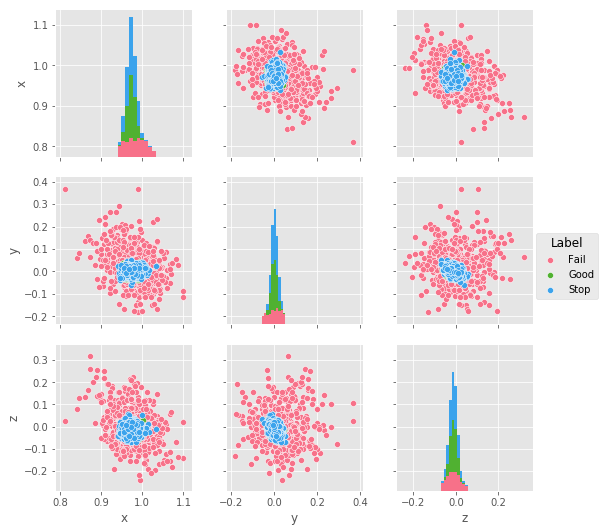 1.1
1.0
0.9
0.8
x
0.4
0.3
0.2
0.1
0.0
−0.1
−0.2
y
Label
Fail
Good
Stop
0.3
0.2
0.1
0.0
−0.1
−0.2
z
0.8 0.9 1.0 1.1
x
−0.2 0.0 0.2 0.4
y
−0.2 0.0 0.2
z